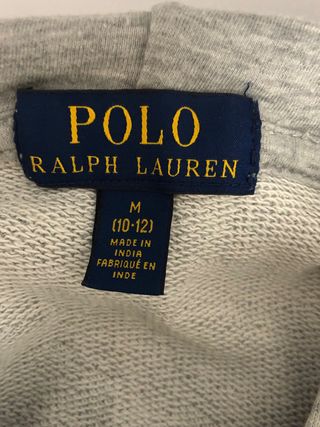 POLO
RALPH LAUREN
M
(10-12)
MADE IN
INDIA
FABRIQUÉ EN
INDE